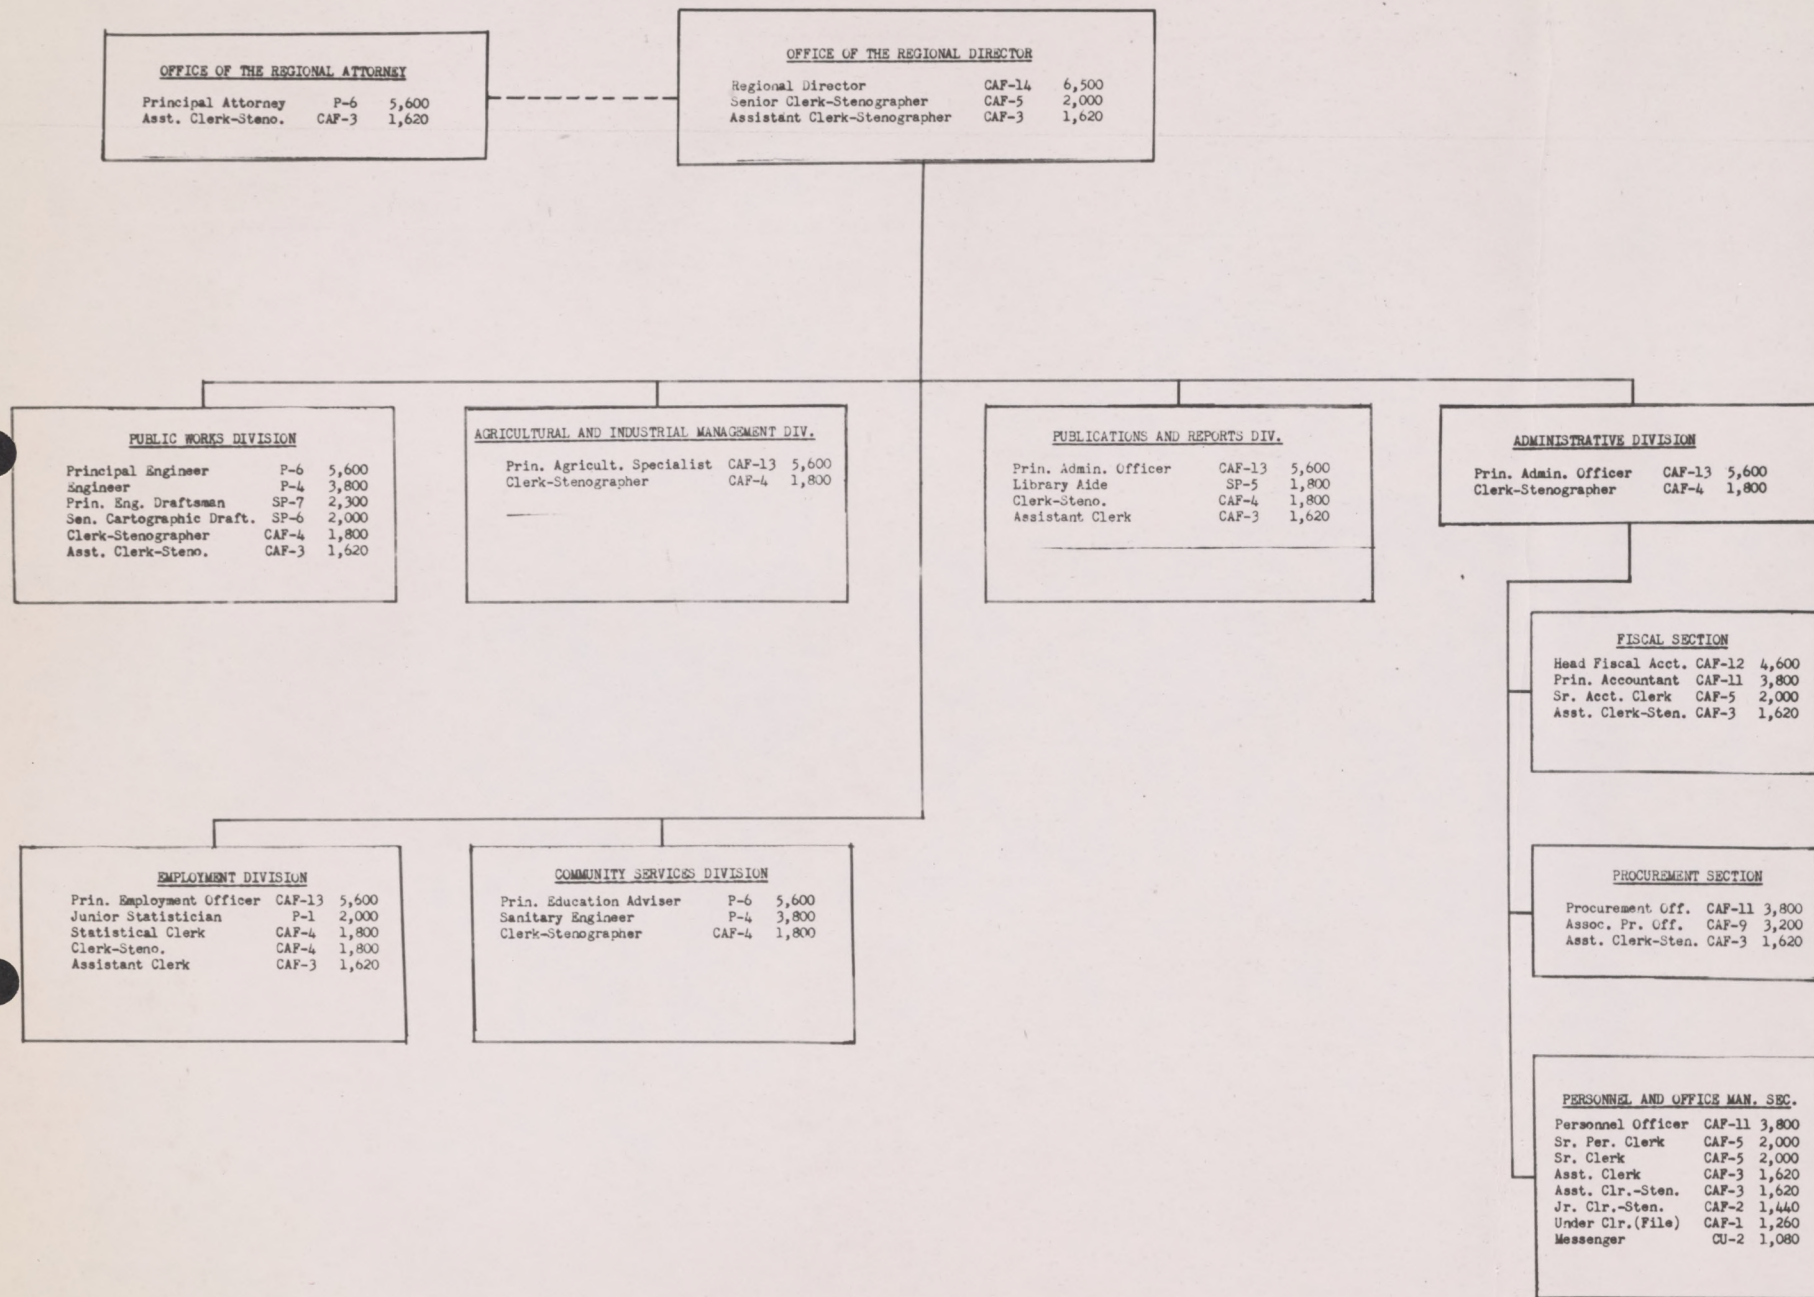 OFFICE OF THE REGIONAL ATTORNEY
Principal Attorney P-6 5,600
Asst. Clerk-Steno. CAF-3 1,620
OFFICE OF THE REGIONAL DIRECTOR
Regional Director CAF-14 6,500
Senior Clerk-Stenographer CAF-5 2,000
Assistant Clerk-Stenographer CAF-3 1,620
PUBLIC WORKS DIVISION
Principal Engineer P-6 5,600
Engineer P-4 3,800
Prin. Eng. Draftsman SP-7 2,300
Sen. Cartographic Draft. SP-6 2,000
Clerk-Stenographer CAF-4 1,800
Asst. Clerk-Steno. CAF-3 1,620
AGRICULTURAL AND INDUSTRIAL MANAGEMENT DIV.
Prin. Agricult. Specialist CAF-13 5,600
Clerk-Stenographer CAF-4 1,800
PUBLICATIONS AND REPORTS DIV.
Prin. Admin. Officer CAF-13 5,600
Library Aide SP-5 1,800
Clerk-Steno. CAF-4 1,800
Assistant Clerk CAF-3 1,620
ADMINISTRATIVE DIVISION
Prin. Admin. Officer CAF-13 5,600
Clerk-Stenographer CAF-4 1,800
FISCAL SECTION
Head Fiscal Acct. CAF-12 4,600
Prin. Accountant CAF-11 3,800
Sr. Acct. Clerk CAF-5 2,000
Asst. Clerk-Sten. CAF-3 1,620
EMPLOYMENT DIVISION
Prin. Employment Officer CAF-13 5,600
Junior Statistician P-1 2,000
Statistical Clerk CAF-4 1,800
Clerk-Steno. CAF-4 1,800
Assistant Clerk CAF-3 1,620
COMMUNITY SERVICES DIVISION
Prin. Education Adviser P-6 5,600
Sanitary Engineer P-4 3,800
Clerk-Stenographer CAF-4 1,800
PROCUREMENT SECTION
Procurement Off. CAF-11 3,800
Assoc. Pr. Off. CAF-9 3,200
Asst. Clerk-Sten. CAF-3 1,620
PERSONNEL AND OFFICE MAN. SEC.
Personnel Officer CAF-11 3,800
Sr. Per. Clerk CAF-5 2,000
Sr. Clerk CAF-5 2,000
Asst. Clerk CAF-3 1,620
Asst. Clr.-Sten. CAF-3 1,620
Jr. Clr.-Sten. CAF-2 1,440
Under Clr.(File) CAF-1 1,260
Messenger CU-2 1,080